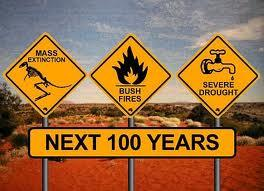 MASS
EXTINCTION
BUSH
FIRES
SEVERE
DROUGHT
NEXT 100 YEARS